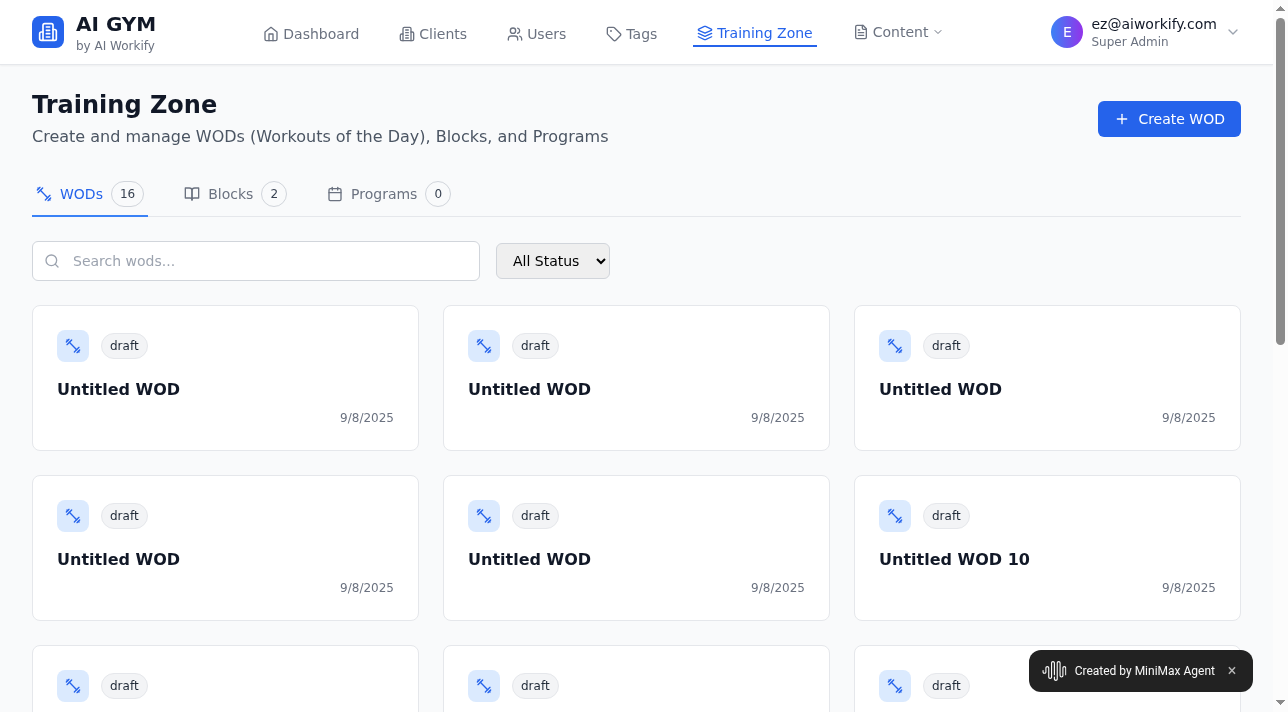 AI GYM
by AI Workify
Dashboard
Clients
Users
Tags
Training Zone
Content
E
ez@aiworkify.com
Super Admin
Training Zone
Create and manage WODs (Workouts of the Day), Blocks, and Programs
Create WOD
WODs 16
Blocks 2
Programs 0
Search wods...
All Status
draft
Untitled WOD
9/8/2025
draft
Untitled WOD
9/8/2025
draft
Untitled WOD
9/8/2025
draft
Untitled WOD
9/8/2025
draft
Untitled WOD
9/8/2025
draft
Untitled WOD 10
9/8/2025
draft
draft
draft
Created by MiniMax Agent